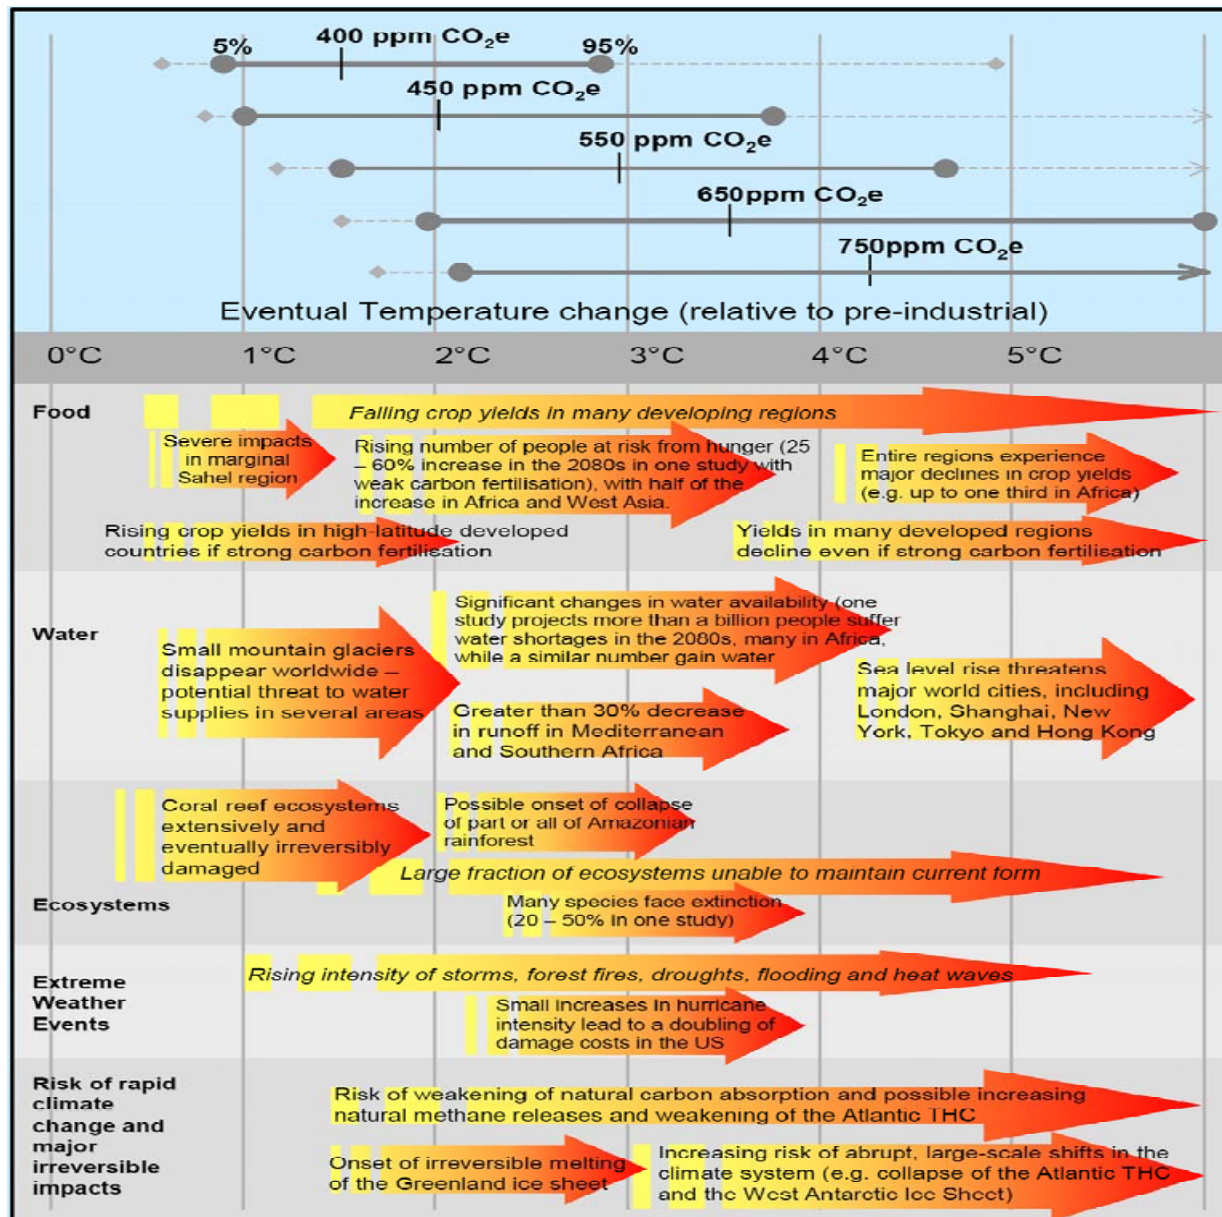 400 ppm CO₂e
5%
95%
450 ppm CO₂e
550 ppm CO₂e
650ppm CO₂e
750ppm CO₂e
Eventual Temperature change (relative to pre-industrial)
0°C 1°C 2°C 3°C 4°C 5°C
Food
Falling crop yields in many developing regions
Severe impacts
in marginal
Sahel region
Rising number of people at risk from hunger (25
– 60% increase in the 2080s in one study with
weak carbon fertilisation), with half of the
increase in Africa and West Asia.
Entire regions experience
major declines in crop yields
(e.g. up to one third in Africa)
Rising crop yields in high-latitude developed
countries if strong carbon fertilisation
Yields in many developed regions
decline even if strong carbon fertilisation
Water
Small mountain glaciers
disappear worldwide –
potential threat to water
supplies in several areas
Significant changes in water availability (one
study projects more than a billion people suffer
water shortages in the 2080s, many in Africa,
while a similar number gain water
Greater than 30% decrease
in runoff in Mediterranean
and Southern Africa
Sea level rise threatens
major world cities, including
London, Shanghai, New
York, Tokyo and Hong Kong
Ecosystems
Coral reef ecosystems
extensively and
eventually irreversibly
damaged
Possible onset of collapse
of part or all of Amazonian
rainforest
Large fraction of ecosystems unable to maintain current form
Many species face extinction
(20 – 50% in one study)
Extreme
Weather
Events
Rising intensity of storms, forest fires, droughts, flooding and heat waves
Small increases in hurricane
intensity lead to a doubling of
damage costs in the US
Risk of rapid
climate
change and
major
irreversible
impacts
Risk of weakening of natural carbon absorption and possible increasing
natural methane releases and weakening of the Atlantic THC
Onset of irreversible melting
of the Greenland ice sheet
Increasing risk of abrupt, large-scale shifts in the
climate system (e.g. collapse of the Atlantic THC
and the West Antarctic Ice Sheet)